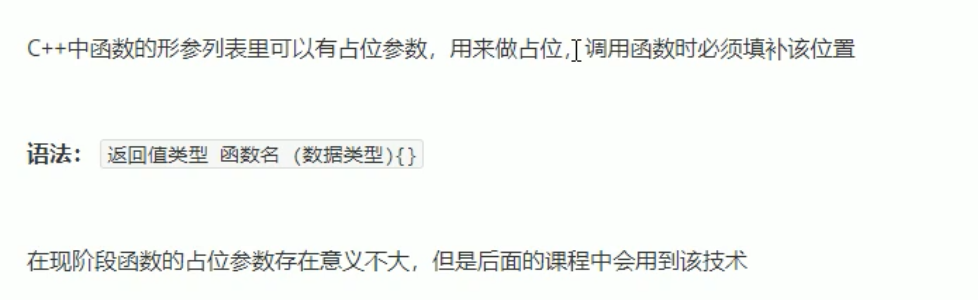 C++中函数的形参列表里可以有占位参数，用来做占位，调用函数时必须填补该位置
语法： 返回值类型 函数名 (数据类型){}
在现阶段函数的占位参数存在意义不大，但是后面的课程中会用到该技术